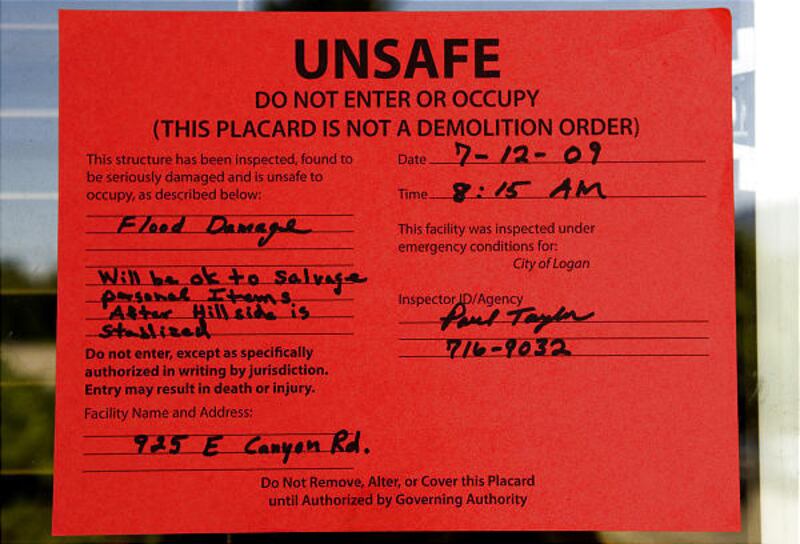 UNSAFE
DO NOT ENTER OR OCCUPY
(THIS PLACARD IS NOT A DEMOLITION ORDER)
This structure has been inspected, found to
be seriously damaged and is unsafe to
occupy, as described below:
Flood Damage
Will be ok to Salvage
personal Items
After Hillside is
Stablized
Do not enter, except as specifically
authorized in writing by jurisdiction.
Entry may result in death or injury.
Facility Name and Address:
925 E Canyon Rd.
Date 7-12-09
Time 8:15 AM
This facility was inspected under
emergency conditions for:
City of Logan
Inspector ID/Agency
Paul Taylor
716-9032
Do Not Remove, Alter, or Cover this Placard
until Authorized by Governing Authority